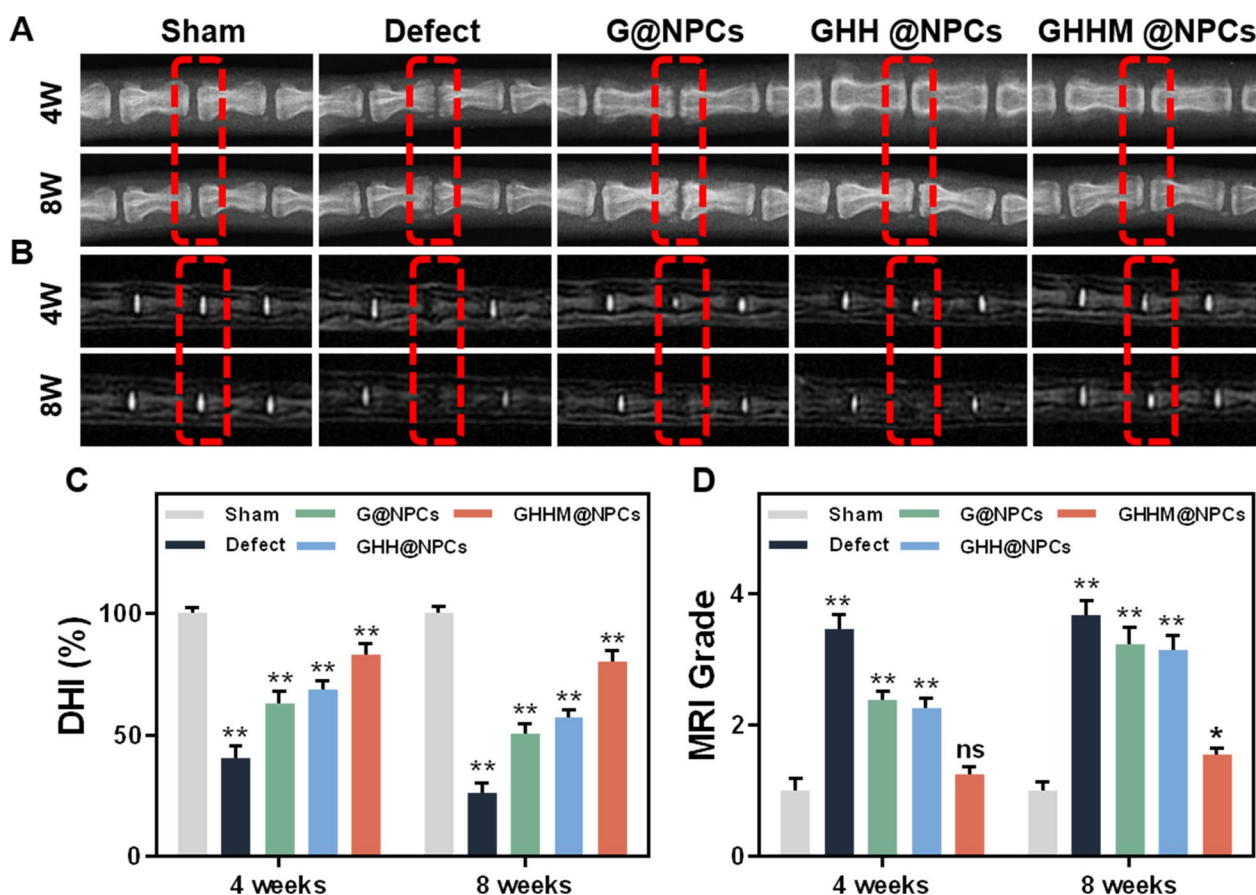 A
Sham Defect G@NPCs GHH @NPCs GHHM @NPCs
4W
8W
B
4W
8W
C
Sham G@NPCs GHHM@NPCs
Defect GHH@NPCs
DHI (%)
100
50
0
** ** ** **
** ** ** **
4 weeks 8 weeks
D
Sham G@NPCs GHHM@NPCs
Defect GHH@NPCs
MRI Grade
4
2
0
** ** ** ns
** ** ** *
4 weeks 8 weeks